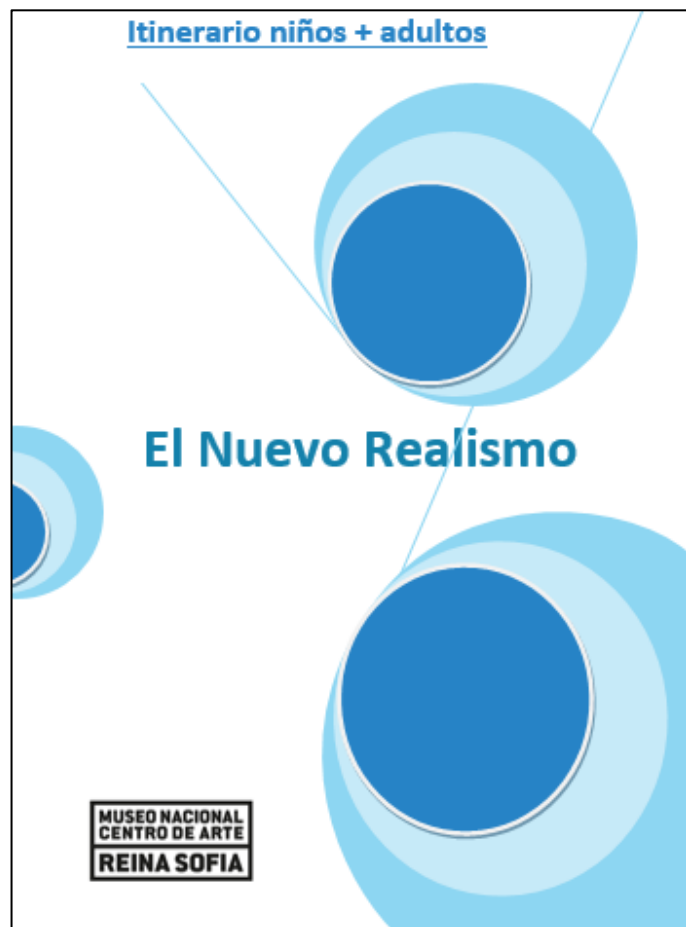 Itinerario niños + adultos
El Nuevo Realismo
MUSEO NACIONAL
CENTRO DE ARTE
REINA SOFIA